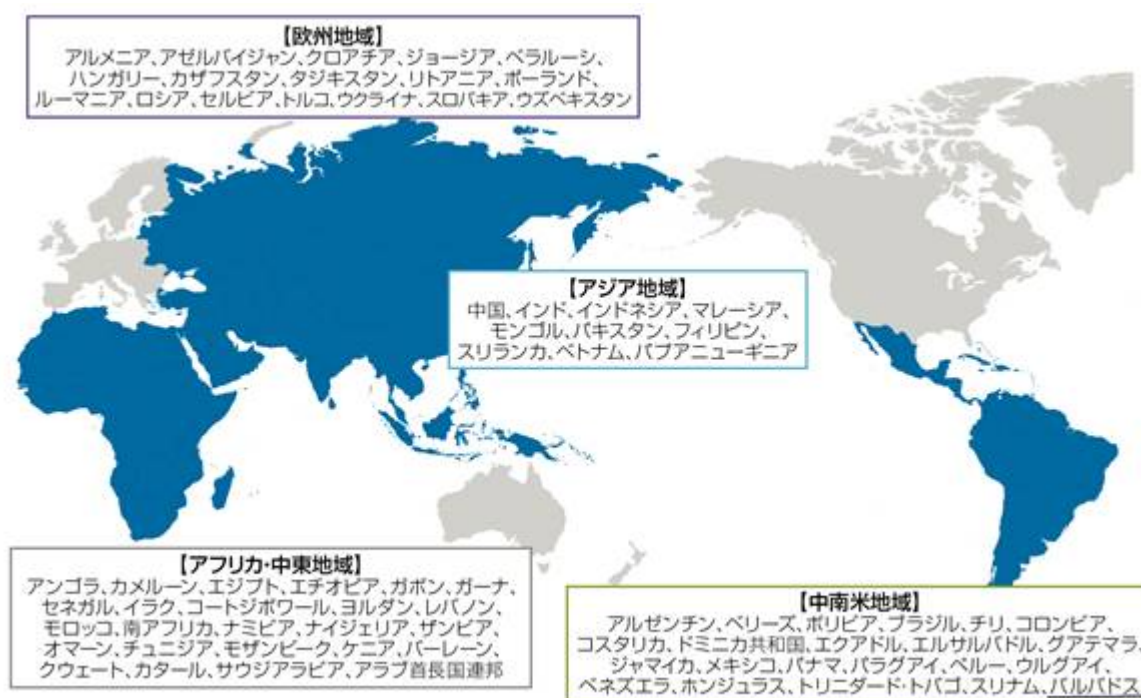 【欧州地域】
アルメニア、アゼルバイジャン、クロアチア、ジョージア、ベラルーシ、
ハンガリー、カザフスタン、タジキスタン、リトアニア、ポーランド、
ルーマニア、ロシア、セルビア、トルコ、ウクライナ、スロバキア、ウズベキスタン
【アジア地域】
中国、インド、インドネシア、マレーシア、
モンゴル、パキスタン、フィリピン、
スリランカ、ベトナム、パプアニューギニア
【アフリカ・中東地域】
アンゴラ、カメルーン、エジプト、エチオピア、ガボン、ガーナ、
セネガル、イラク、コートジボワール、ヨルダン、レバノン、
モロッコ、南アフリカ、ナミビア、ナイジェリア、ザンビア、
オマーン、チュニジア、モザンビーク、ケニア、バーレーン、
クウェート、カタール、サウジアラビア、アラブ首長国連邦
【中南米地域】
アルゼンチン、ベリーズ、ボリビア、ブラジル、チリ、コロンビア、
コスタリカ、ドミニカ共和国、エクアドル、エルサルバドル、グアテマラ、
ジャマイカ、メキシコ、パナマ、パラグアイ、ペルー、ウルグアイ、
ベネズエラ、ホンジュラス、トリニダード・トバゴ、スリナム、バルバドス